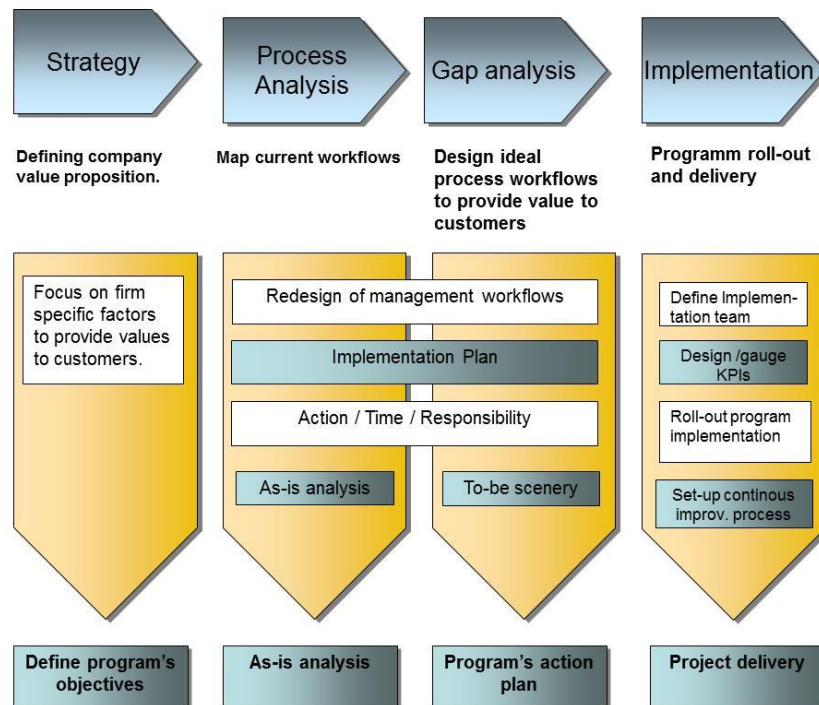 Strategy
Process
Analysis
Gap analysis
Implementation
Defining company
value proposition.
Map current workflows
Design ideal
process workflows
to provide value to
customers
Programm roll-out
and delivery
Focus on firm
specific factors
to provide values
to customers.
Redesign of management workflows
Implementation Plan
Action / Time / Responsibility
As-is analysis
To-be scenery
Define Implemen-
tation team
Design /gauge
KPIs
Roll-out program
implementation
Set-up continous
improv. process
Define program's
objectives
As-is analysis
Program's action
plan
Project delivery